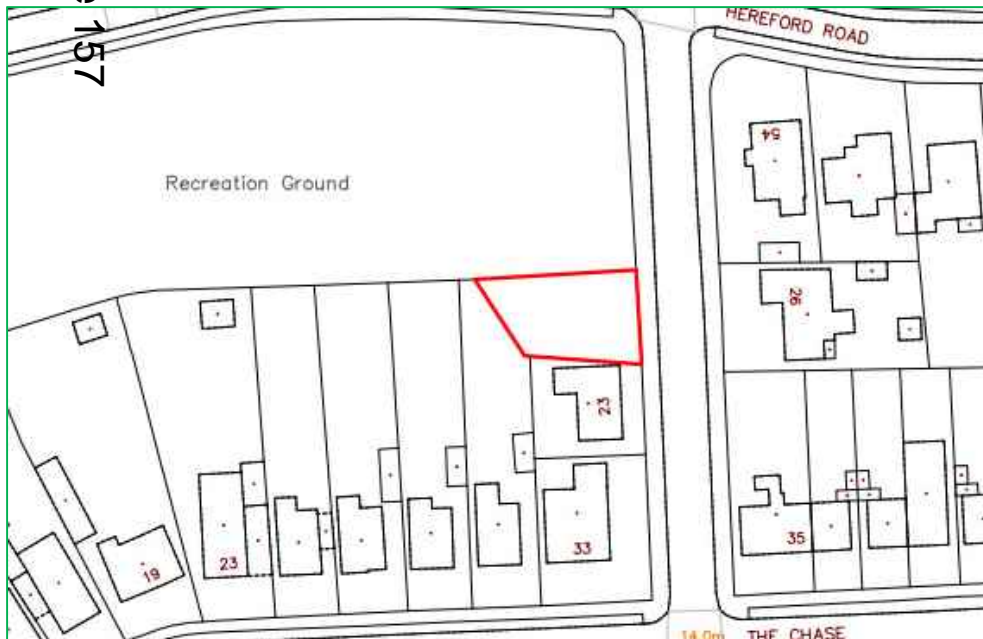 157
HEREFORD ROAD
54
Recreation Ground
26
23
35
33
23
19
14.0m THE CHASE